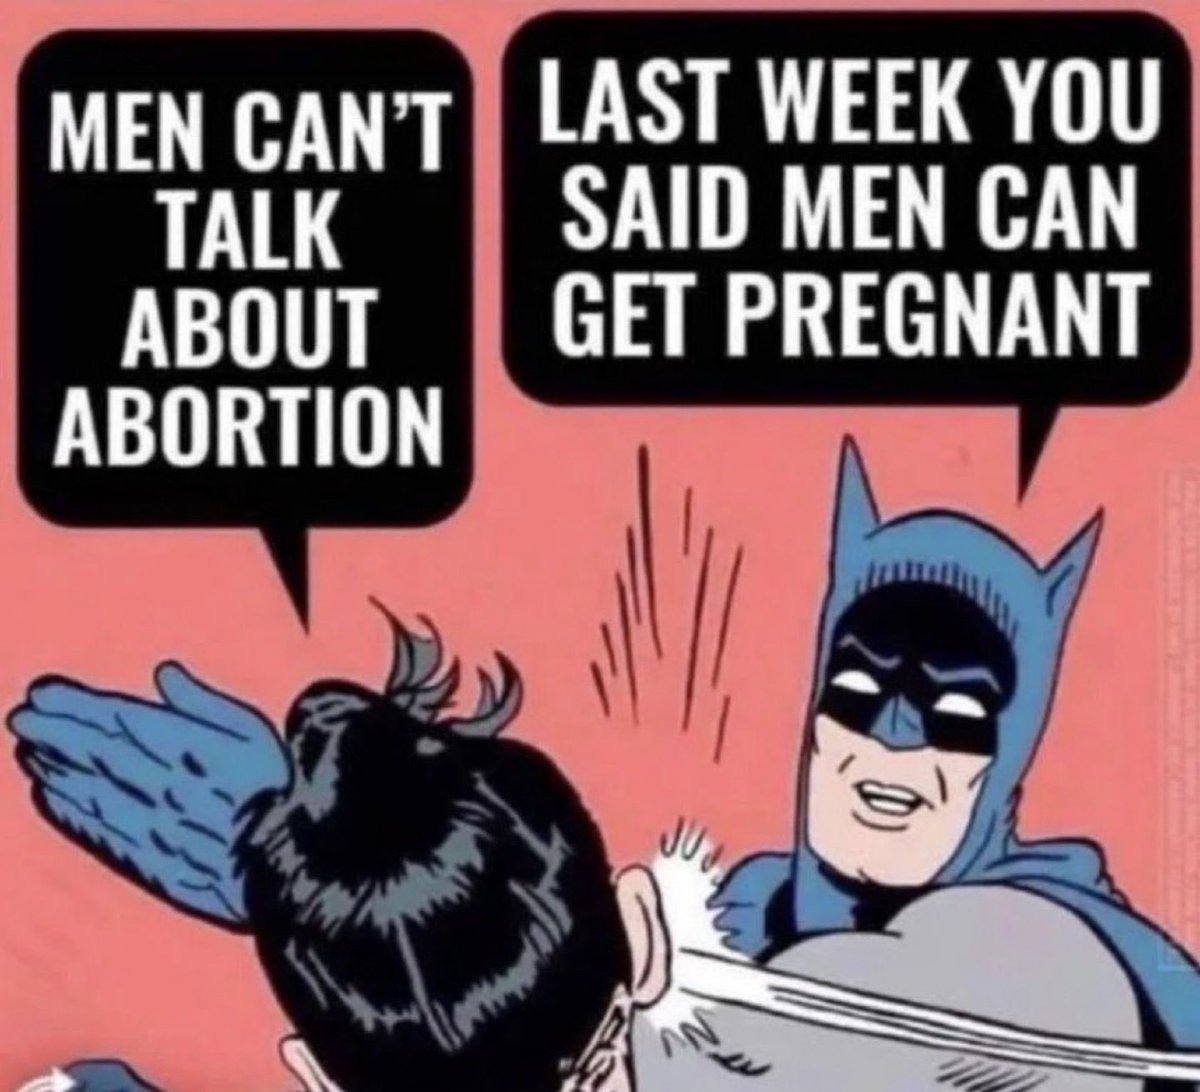 MEN CAN'T
TALK
ABOUT
ABORTION
LAST WEEK YOU
SAID MEN CAN
GET PREGNANT